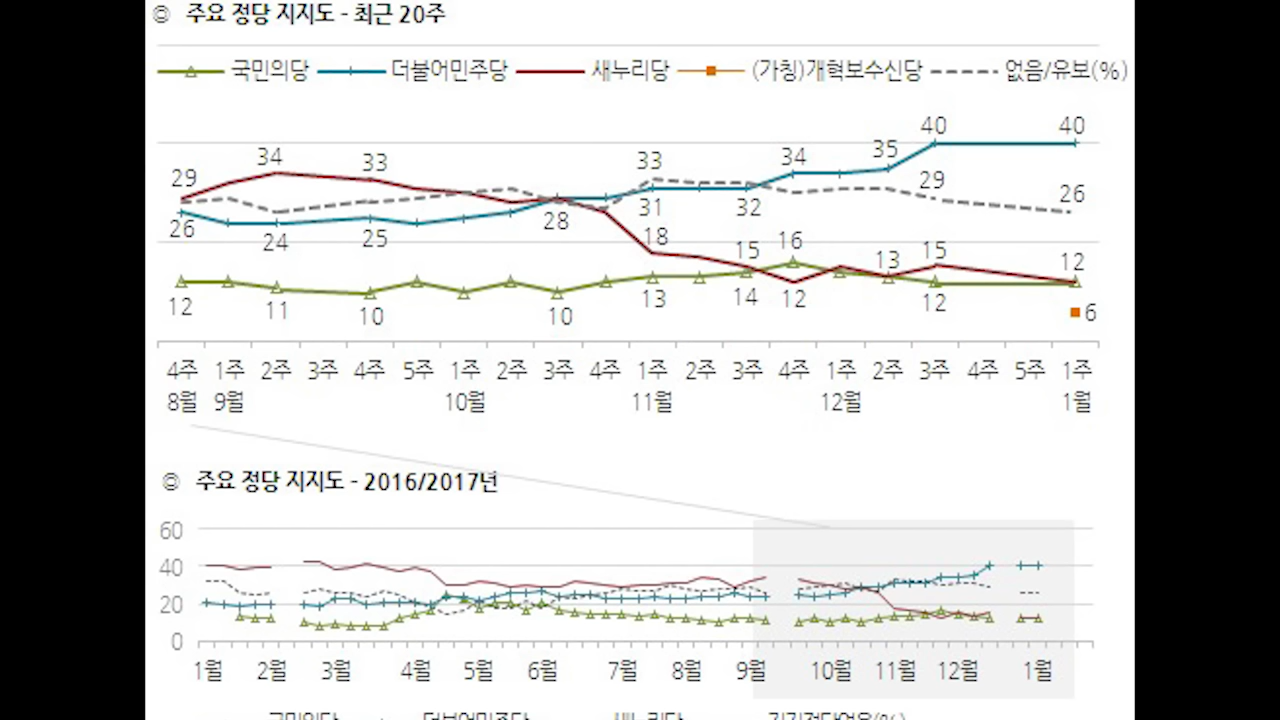 ◎ 주요 정당 지지도 - 최근 20주
국민의당 더불어민주당 새누리당 (가칭)개혁보수신당 없음/유보(%)
40 40
34 33 33 34 35
29 29 26
26 24 25 28 31 32
18 15 16 13 15 12
12 11 10 10 13 14 12 12
6
4주 1주 2주 3주 4주 5주 1주 2주 3주 4주 1주 2주 3주 4주 1주 2주 3주 4주 5주 1주
8월 9월 10월 11월 12월 1월
◎ 주요 정당 지지도 - 2016/2017년
60
40
20
0
1월 2월 3월 4월 5월 6월 7월 8월 9월 10월 11월 12월 1월